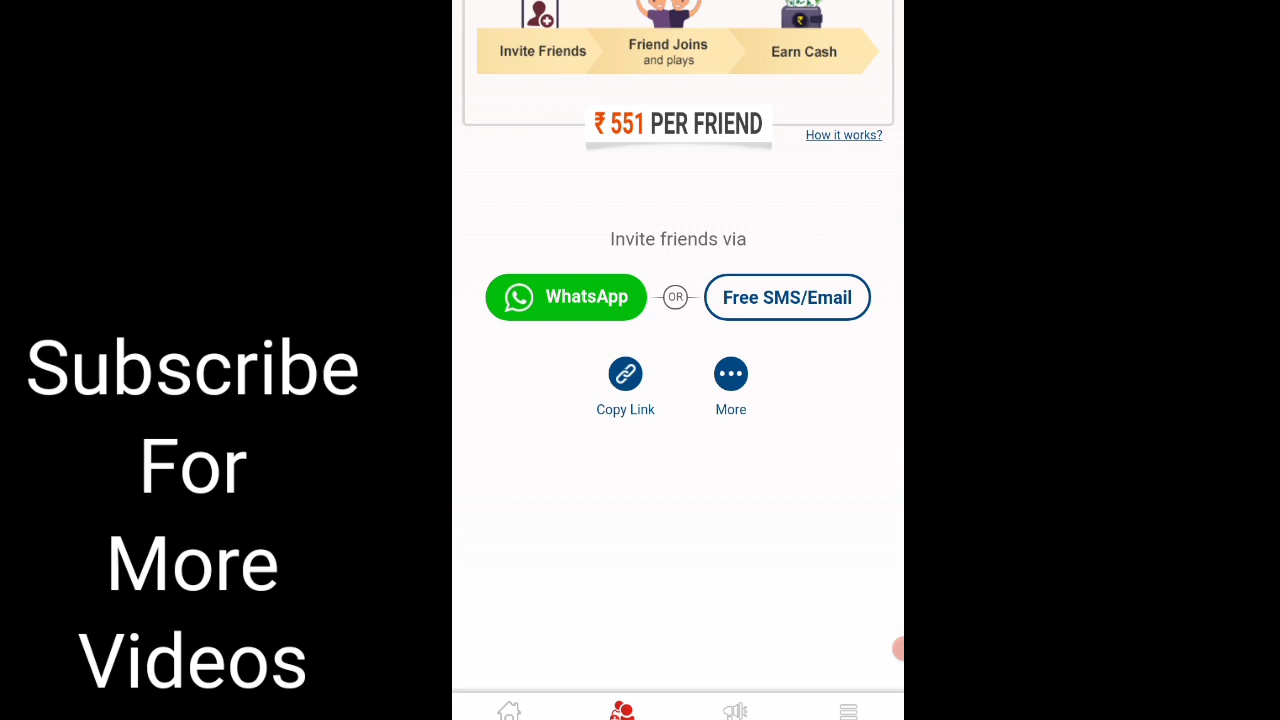 Invite Friends
Friend Joins
and plays
Earn Cash
₹ 551 PER FRIEND
How it works?
Invite friends via
WhatsApp
OR
Free SMS/Email
Copy Link
More
Subscribe
For
More
Videos